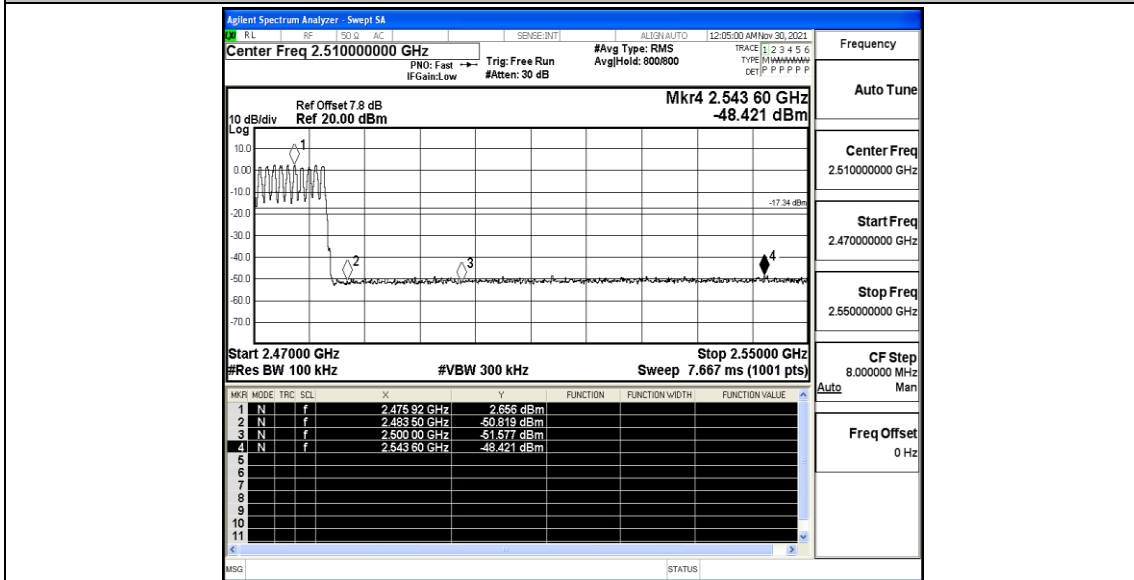 Agilent Spectrum Analyzer - Swept SA
LXI RL RF 50 Ω AC SENSE:INT ALIGN AUTO 12:05:00 AM Nov 30, 2021
Center Freq 2.510000000 GHz
PNO: Fast
IFGain:Low
Trig: Free Run
#Atten: 30 dB
#Avg Type: RMS
Avg|Hold: 800/800
TRACE 1 2 3 4 5 6
TYPE M
DET P P P P P P
Frequency
Mkr4 2.543 60 GHz
-48.421 dBm
Ref Offset 7.8 dB
10 dB/div Ref 20.00 dBm
Log
10.0
0.00
-10.0
-20.0
-30.0
-40.0
-50.0
-60.0
-70.0
1
2
3
4
-17.34 dBm
Start 2.47000 GHz Stop 2.55000 GHz
#Res BW 100 kHz #VBW 300 kHz Sweep 7.667 ms (1001 pts)
MKR MODE TRC SCL X Y FUNCTION FUNCTION WIDTH FUNCTION VALUE
1 N f 2.475 92 GHz 2.656 dBm
2 N f 2.483 50 GHz -50.819 dBm
3 N f 2.500 00 GHz -51.577 dBm
4 N f 2.543 60 GHz -48.421 dBm
5
6
7
8
9
10
11
MSG STATUS
Auto Tune
Center Freq
2.510000000 GHz
Start Freq
2.470000000 GHz
Stop Freq
2.550000000 GHz
CF Step
8.000000 MHz
Auto Man
Freq Offset
0 Hz